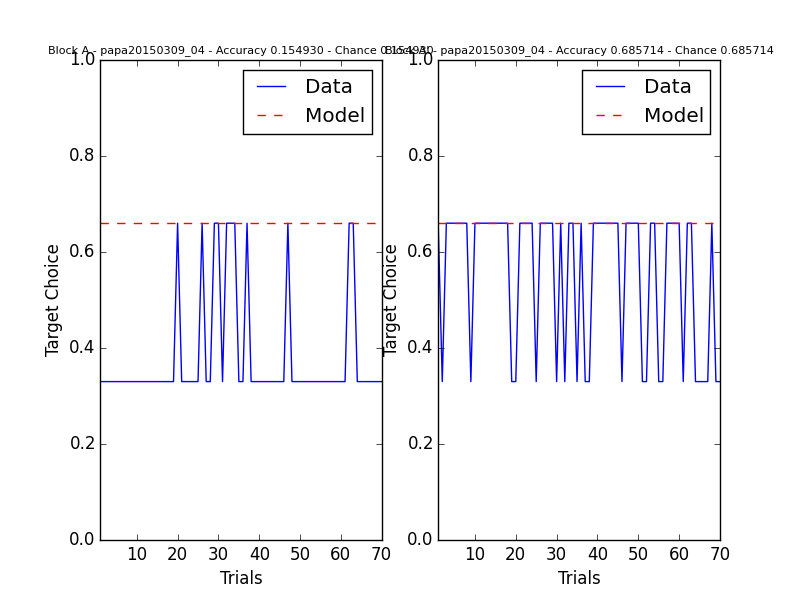 Block A - papa20150309_04 - Accuracy 0.154930 - Chance 0.154930
- papa20150309_04 - Accuracy 0.685714 - Chance 0.685714
1.0
0.8
0.6
0.4
0.2
0.0
Target Choice
10 20 30 40 50 60 70
Trials
Data
Model
1.0
0.8
0.6
0.4
0.2
0.0
Target Choice
10 20 30 40 50 60 70
Trials
Data
Model